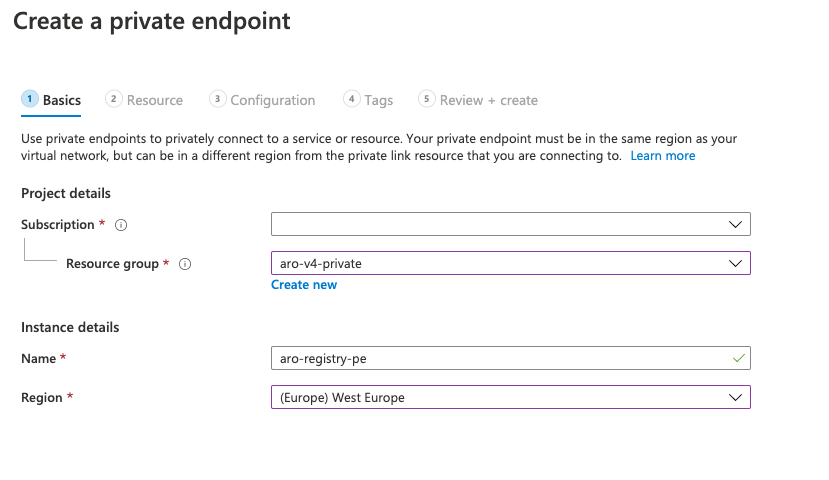 Create a private endpoint
1 Basics 2 Resource 3 Configuration 4 Tags 5 Review + create
Use private endpoints to privately connect to a service or resource. Your private endpoint must be in the same region as your
virtual network, but can be in a different region from the private link resource that you are connecting to. Learn more
Project details
Subscription *
Resource group * aro-v4-private
Create new
Instance details
Name * aro-registry-pe
Region * (Europe) West Europe